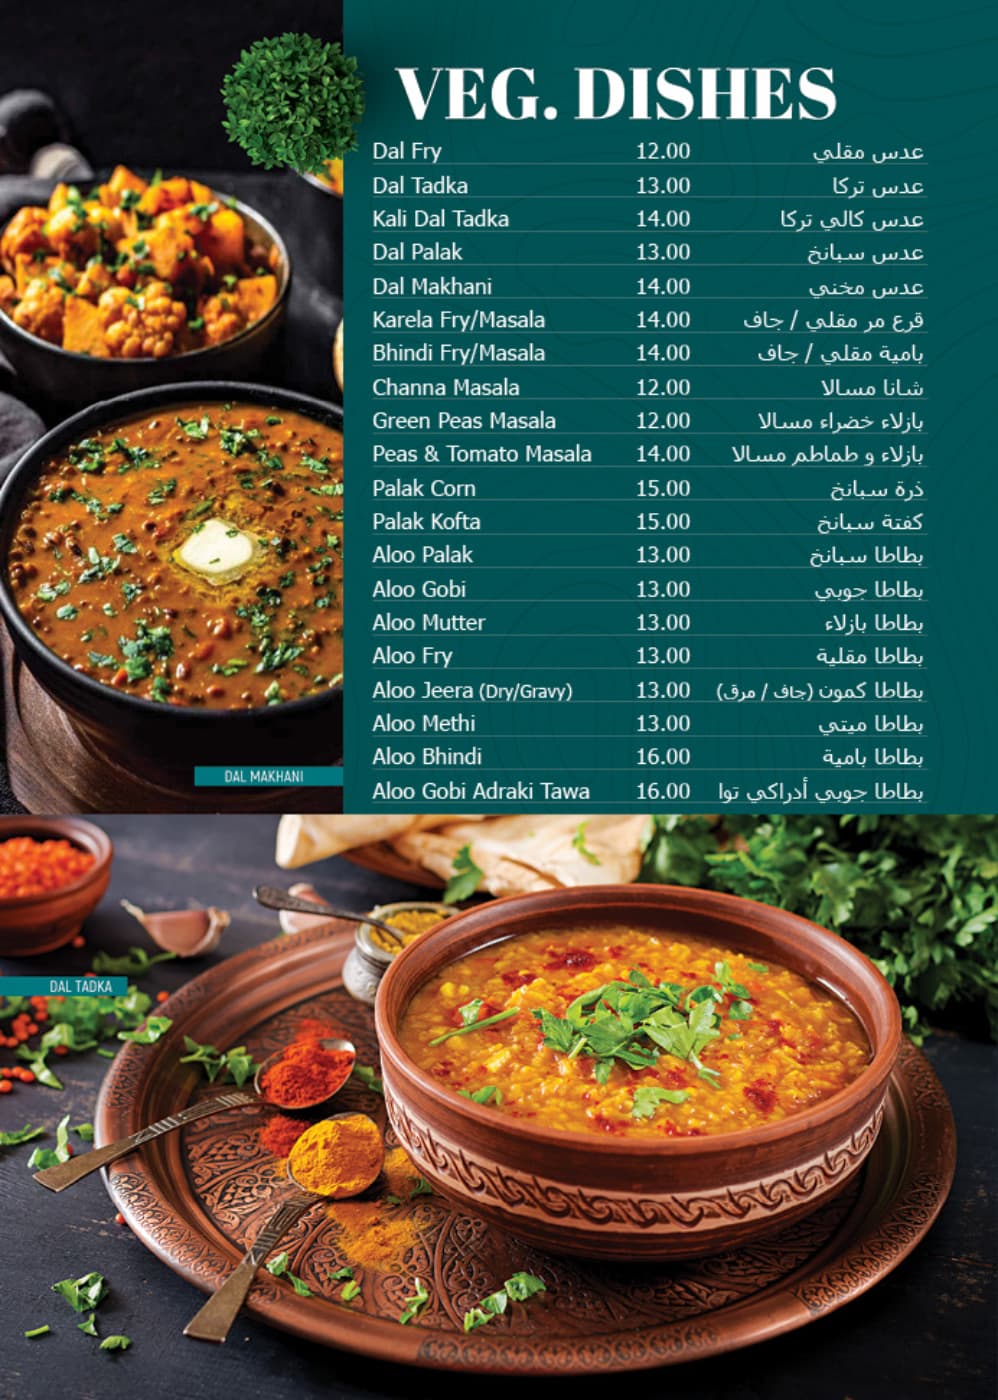 VEG. DISHES
Dal Fry 12.00 عدس مقلي
Dal Tadka 13.00 عدس تركا
Kali Dal Tadka 14.00 عدس كالي تركا
Dal Palak 13.00 عدس سبانخ
Dal Makhani 14.00 عدس مخني
Karela Fry/Masala 14.00 قرع مر مقلي / جاف
Bhindi Fry/Masala 14.00 بامية مقلي / جاف
Channa Masala 12.00 شانا مسالا
Green Peas Masala 12.00 بازلاء خضراء مسالا
Peas & Tomato Masala 14.00 بازلاء و طماطم مسالا
Palak Corn 15.00 ذرة سبانخ
Palak Kofta 15.00 كفتة سبانخ
Aloo Palak 13.00 بطاطا سبانخ
Aloo Gobi 13.00 بطاطا جوبي
Aloo Mutter 13.00 بطاطا بازلاء
Aloo Fry 13.00 بطاطا مقلية
Aloo Jeera (Dry/Gravy) 13.00 بطاطا كمون (جاف / مرق)
Aloo Methi 13.00 بطاطا ميتي
Aloo Bhindi 16.00 بطاطا بامية
Aloo Gobi Adraki Tawa 16.00 بطاطا جوبي أدراكي توا
DAL MAKHANI
DAL TADKA